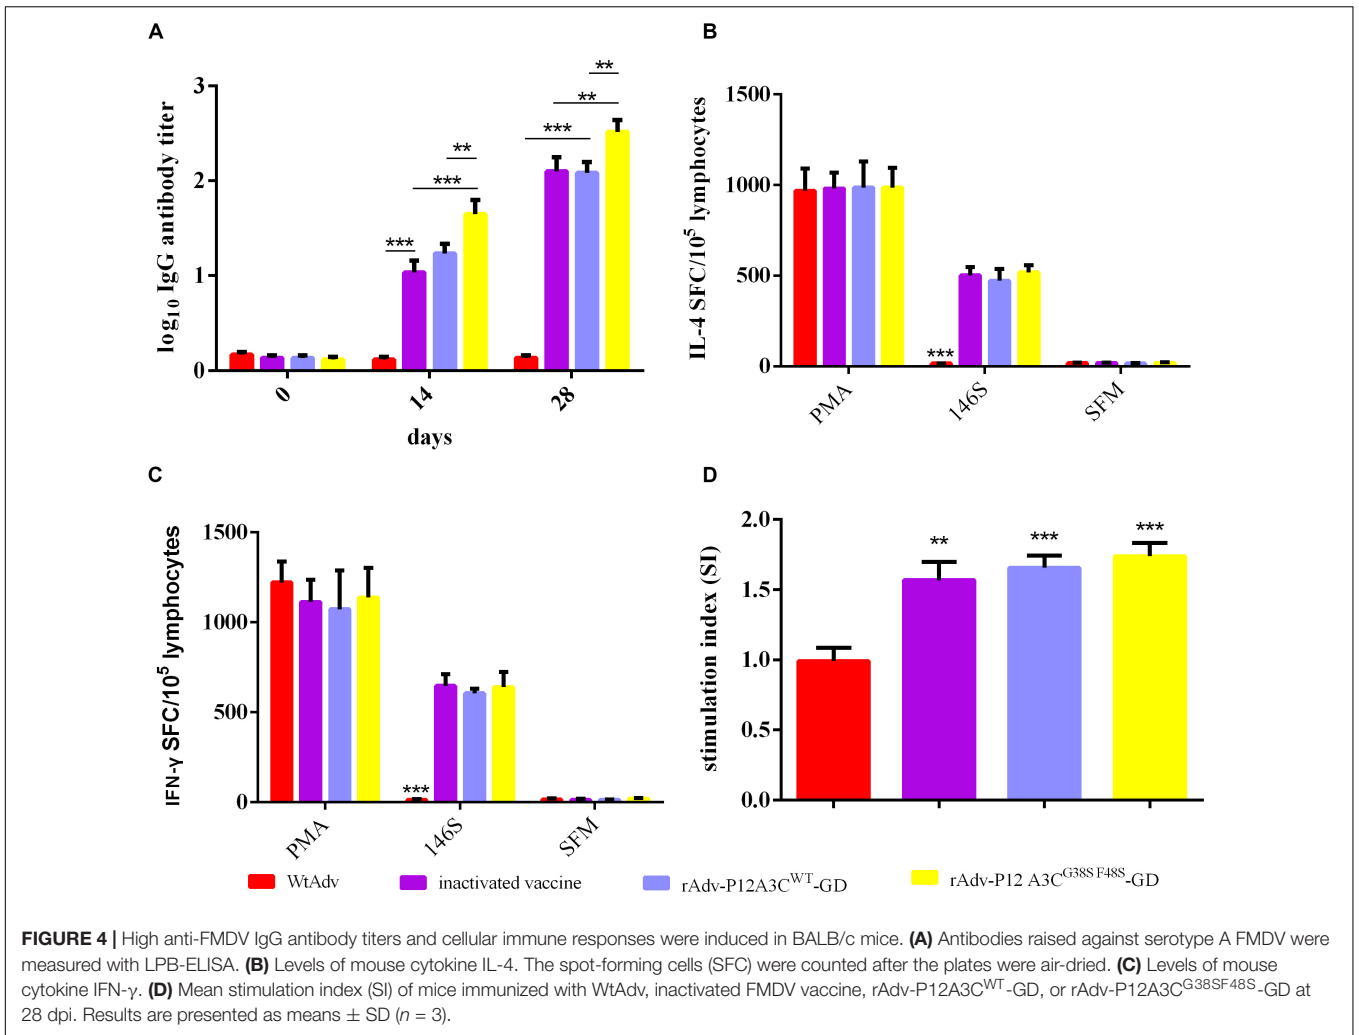 A
log10 IgG antibody titer
3
2
1
0
***
***
**
***
**
**
0
14
28
days
B
IL-4 SFC/10^5 lymphocytes
1500
1000
500
0
***
PMA
146S
SFM
C
IFN-γ SFC/10^5 lymphocytes
1500
1000
500
0
***
PMA
146S
SFM
D
stimulation index (SI)
2.0
1.5
1.0
0.5
0.0
**
***
***
WtAdv
inactivated vaccine
rAdv-P12A3C^WT-GD
rAdv-P12 A3C^G38S F48S-GD
FIGURE 4 | High anti-FMDV IgG antibody titers and cellular immune responses were induced in BALB/c mice. (A) Antibodies raised against serotype A FMDV were
measured with LPB-ELISA. (B) Levels of mouse cytokine IL-4. The spot-forming cells (SFC) were counted after the plates were air-dried. (C) Levels of mouse
cytokine IFN-γ. (D) Mean stimulation index (SI) of mice immunized with WtAdv, inactivated FMDV vaccine, rAdv-P12A3C^WT-GD, or rAdv-P12A3C^G38SF48S-GD at
28 dpi. Results are presented as means ± SD (n = 3).